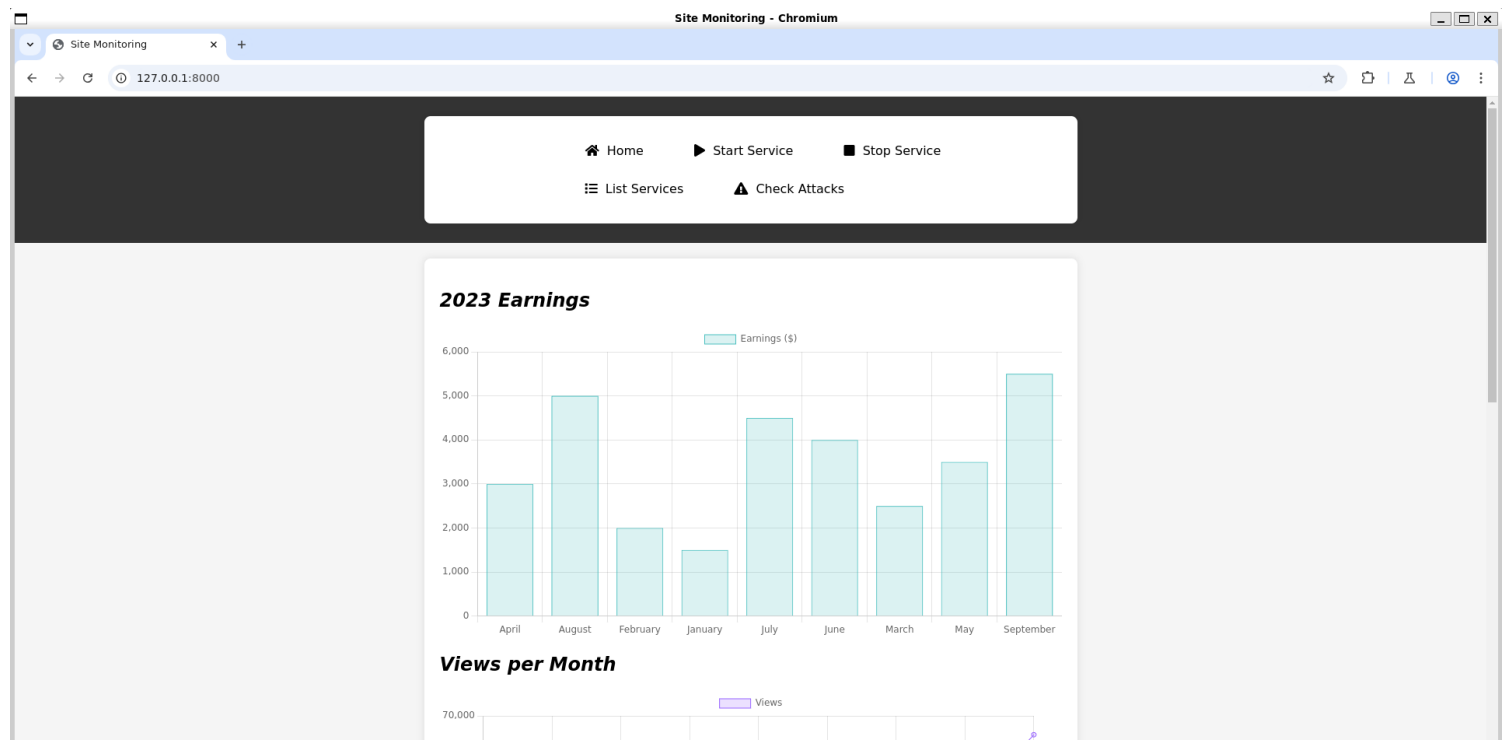 Site Monitoring - Chromium
Site Monitoring
127.0.0.1:8000
Home Start Service Stop Service
List Services Check Attacks
2023 Earnings
Earnings ($)
6,000
5,000
4,000
3,000
2,000
1,000
0
April August February January July June March May September
Views per Month
Views
70,000